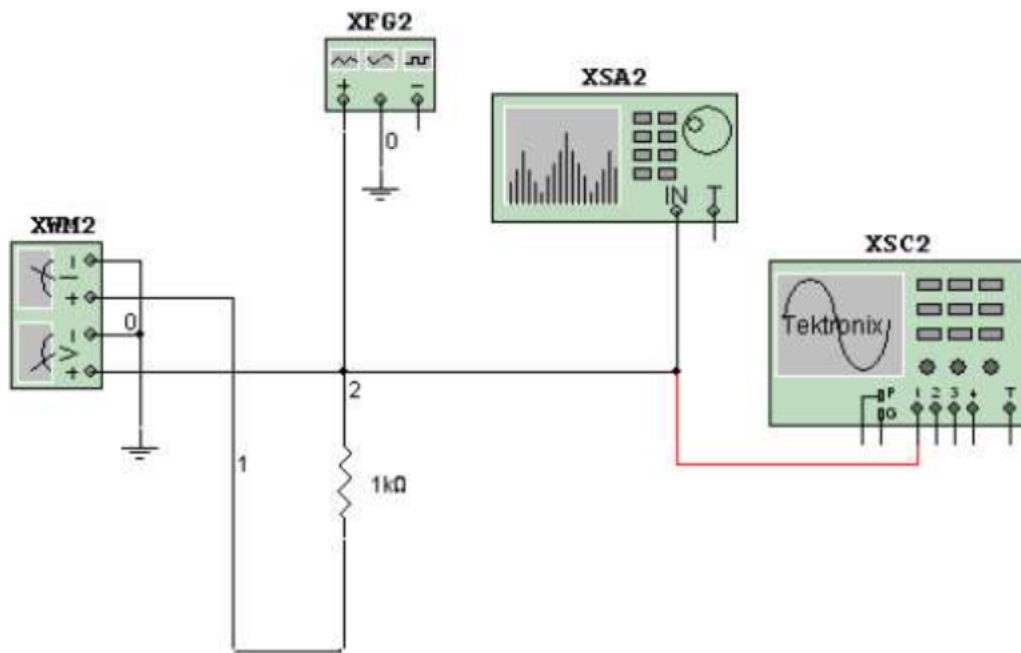 XFG2
+
−
0
XSA2
IN T
XWM2
− I +
− V +
0
XSC2
Tektronix
P
G
1 2 3 4 T
2
1
1kΩ